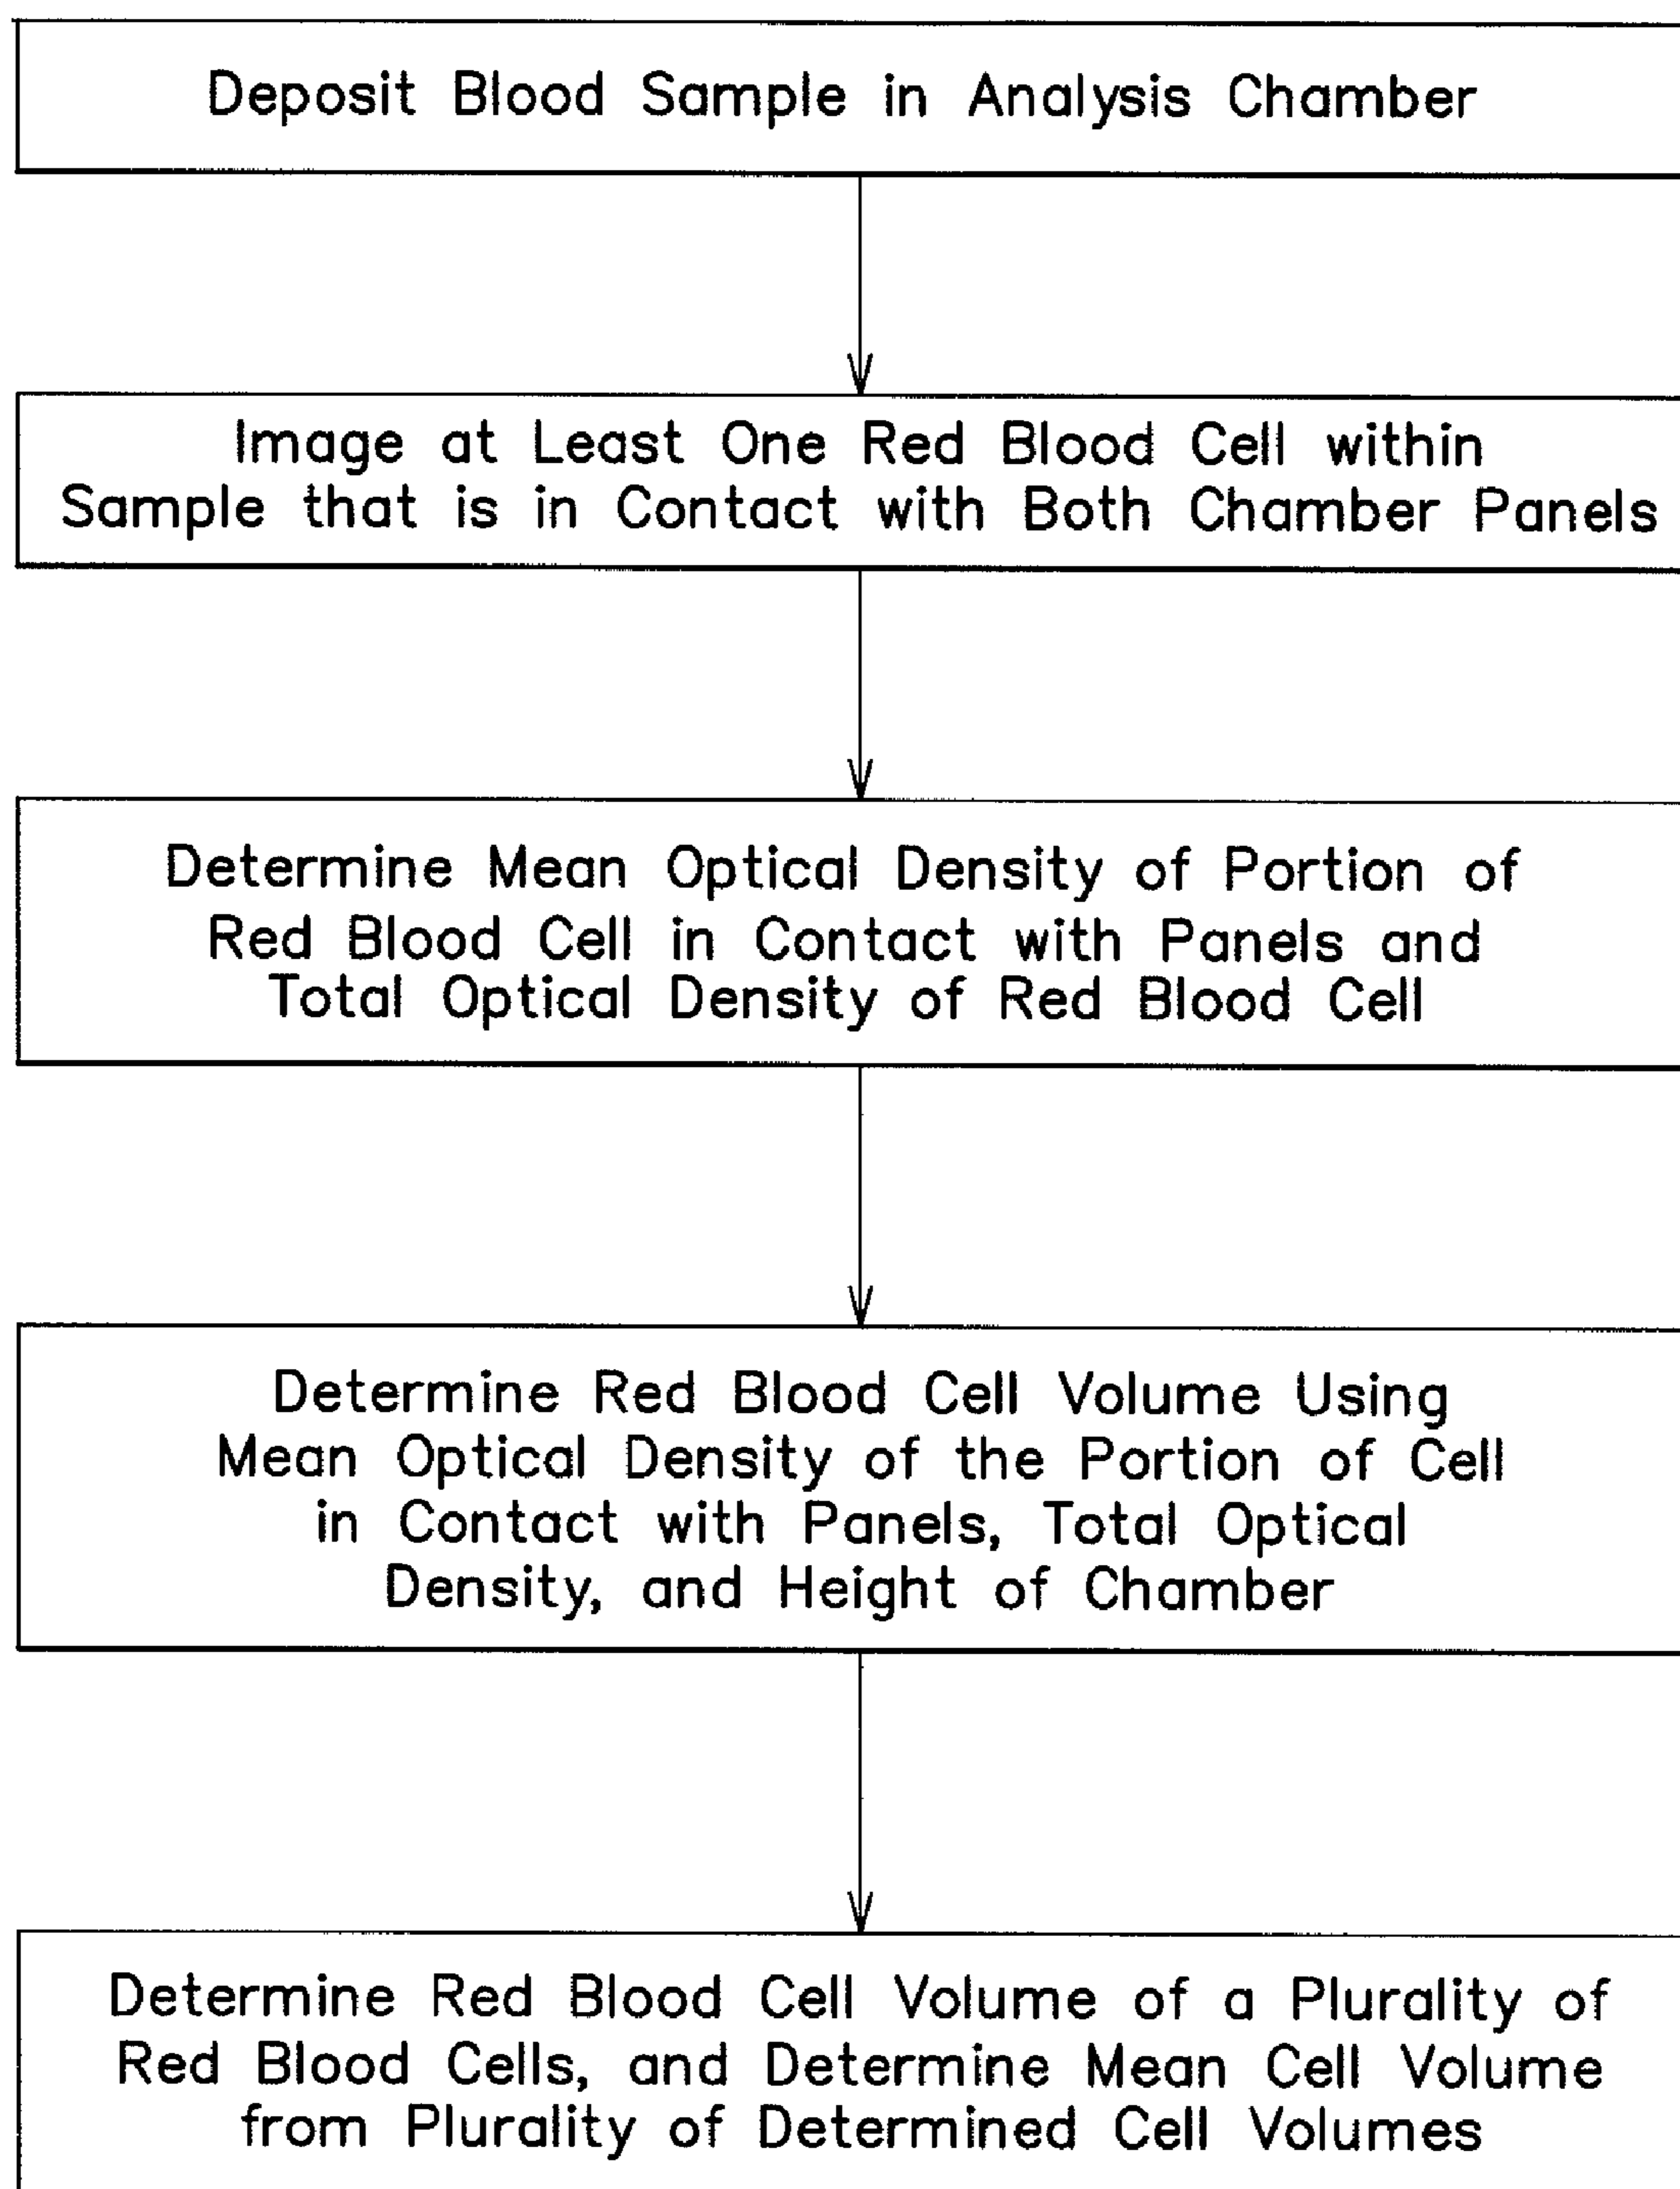 Deposit Blood Sample in Analysis Chamber
Image at Least One Red Blood Cell within
Sample that is in Contact with Both Chamber Panels
Determine Mean Optical Density of Portion of
Red Blood Cell in Contact with Panels and
Total Optical Density of Red Blood Cell
Determine Red Blood Cell Volume Using
Mean Optical Density of the Portion of Cell
in Contact with Panels, Total Optical
Density, and Height of Chamber
Determine Red Blood Cell Volume of a Plurality of
Red Blood Cells, and Determine Mean Cell Volume
from Plurality of Determined Cell Volumes